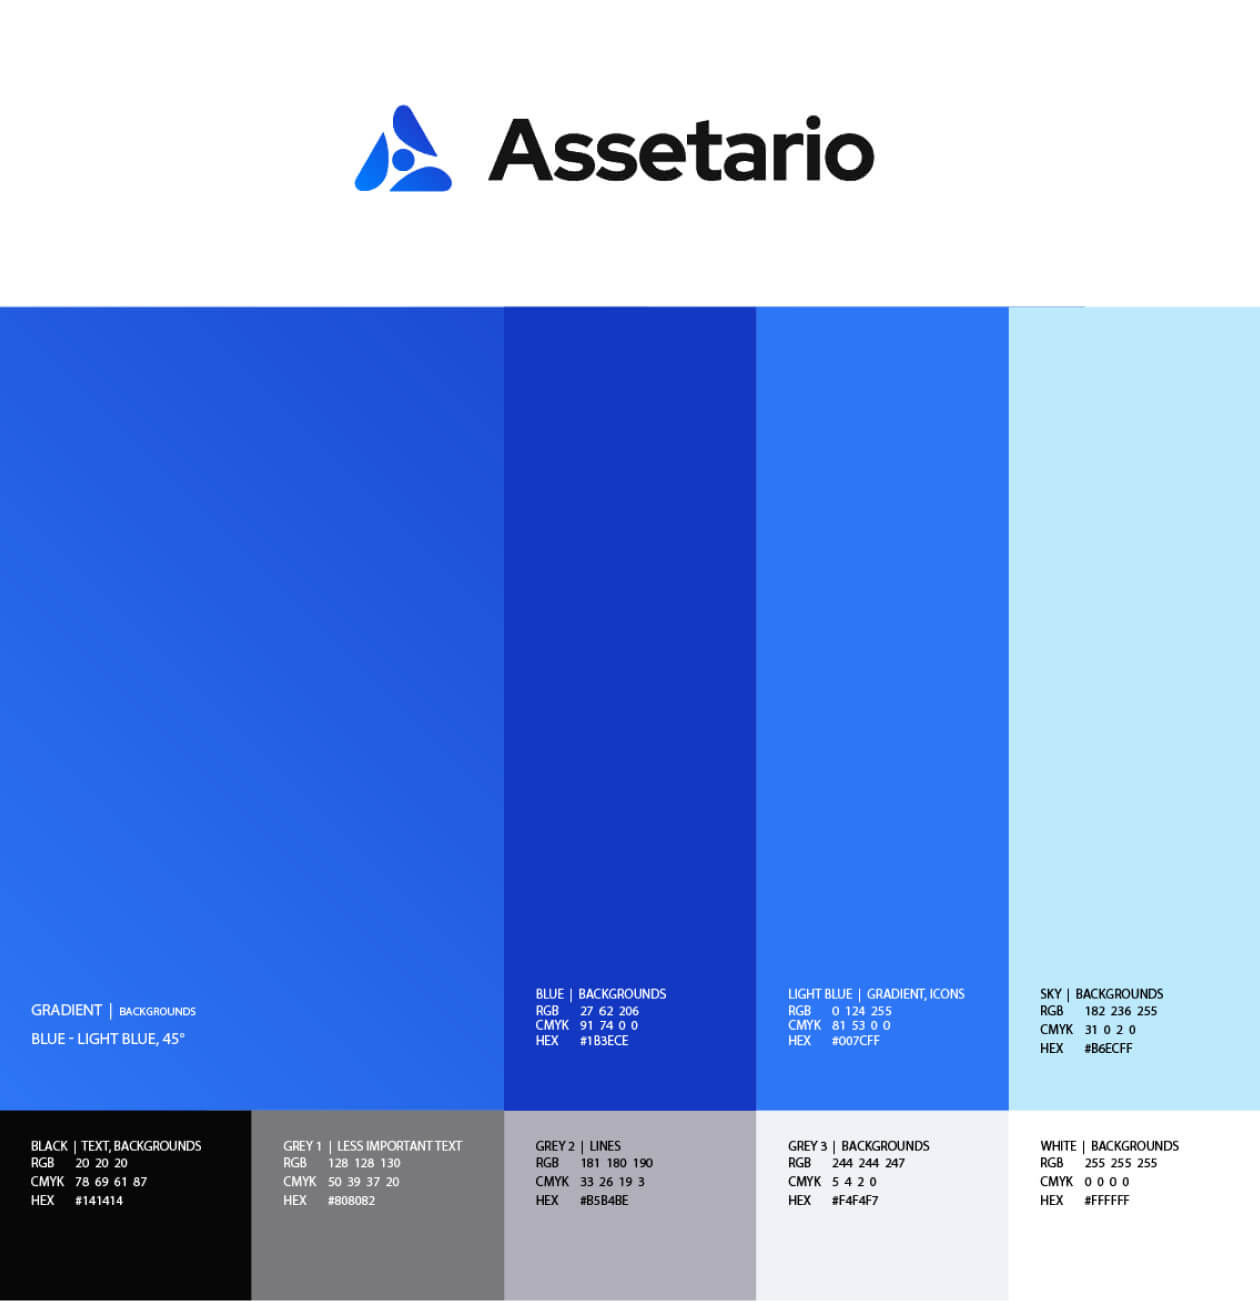 Assetario
GRADIENT | BACKGROUNDS
BLUE - LIGHT BLUE, 45°
BLUE | BACKGROUNDS
RGB 27 62 206
CMYK 91 74 0 0
HEX #1B3ECE
LIGHT BLUE | GRADIENT, ICONS
RGB 0 124 255
CMYK 81 53 0 0
HEX #007CFF
SKY | BACKGROUNDS
RGB 182 236 255
CMYK 31 0 2 0
HEX #B6ECFF
BLACK | TEXT, BACKGROUNDS
RGB 20 20 20
CMYK 78 69 61 87
HEX #141414
GREY 1 | LESS IMPORTANT TEXT
RGB 128 128 130
CMYK 50 39 37 20
HEX #808082
GREY 2 | LINES
RGB 181 180 190
CMYK 33 26 19 3
HEX #B5B4BE
GREY 3 | BACKGROUNDS
RGB 244 244 247
CMYK 5 4 2 0
HEX #F4F4F7
WHITE | BACKGROUNDS
RGB 255 255 255
CMYK 0 0 0 0
HEX #FFFFFF